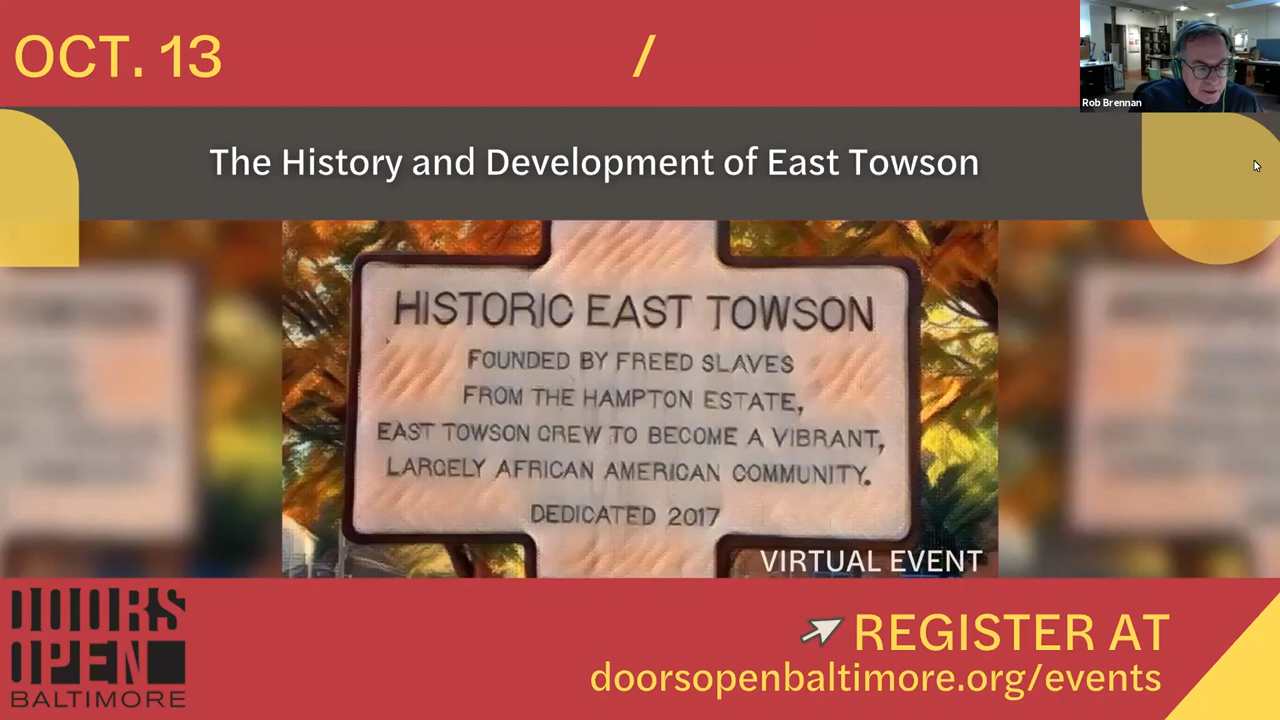 OCT. 13
/
Rob Brennan
The History and Development of East Towson
HISTORIC EAST TOWSON
FOUNDED BY FREED SLAVES
FROM THE HAMPTON ESTATE,
EAST TOWSON GREW TO BECOME A VIBRANT,
LARGELY AFRICAN AMERICAN COMMUNITY.
DEDICATED 2017
VIRTUAL EVENT
DOORS
OPEN
BALTIMORE
REGISTER AT
doorsopenbaltimore.org/events